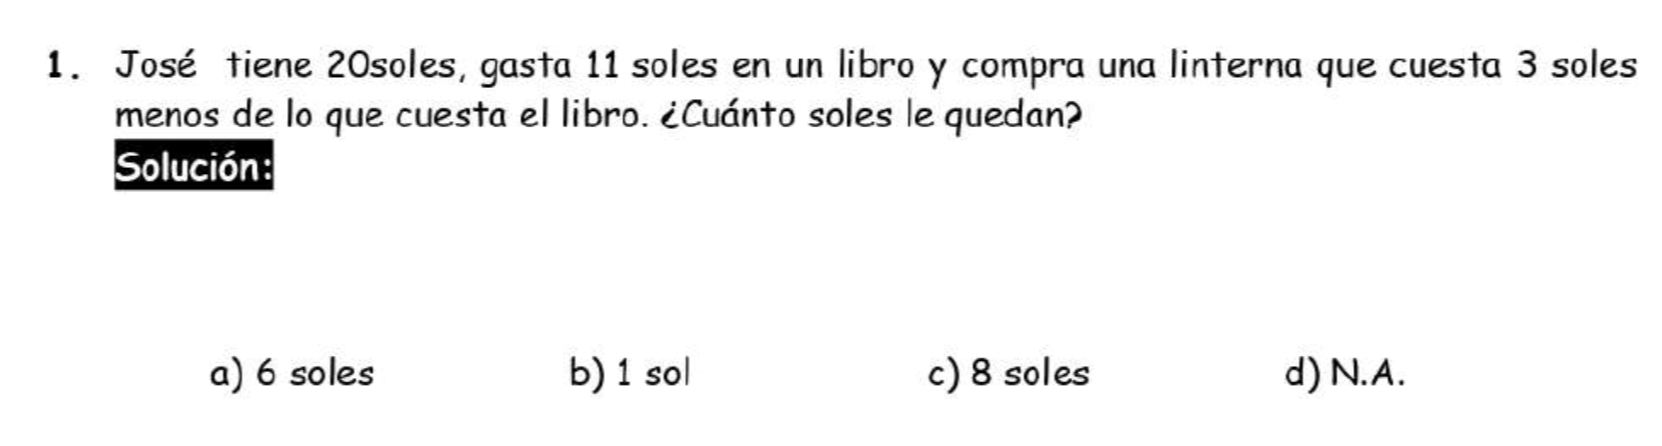 1. José tiene 20soles, gasta 11 soles en un libro y compra una linterna que cuesta 3 soles
menos de lo que cuesta el libro. ¿Cuánto soles le quedan?
Solución:
a) 6 soles b) 1 sol c) 8 soles d) N.A.